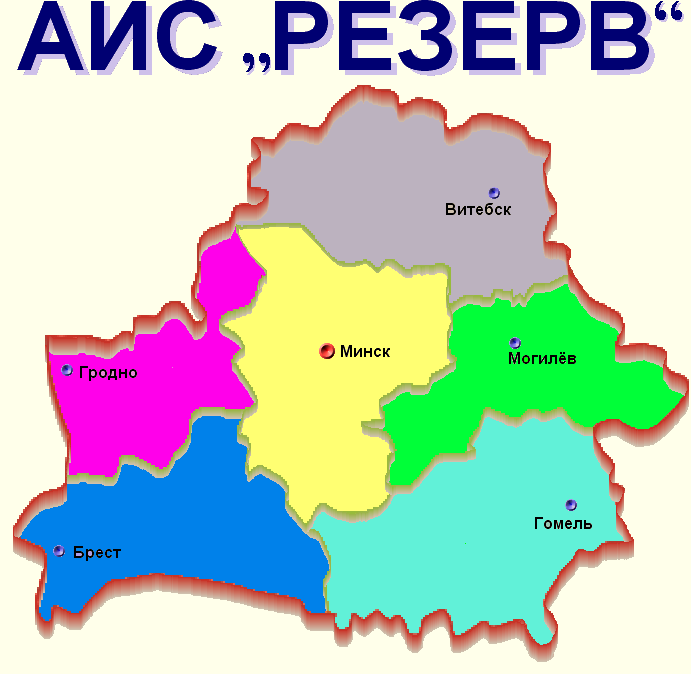 АИС „РЕЗЕРВ“
Витебск
Минск
Могилёв
Гродно
Гомель
Брест